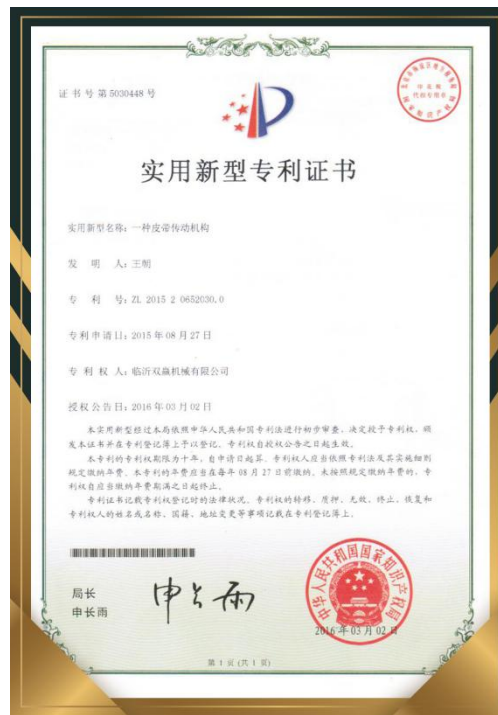 证书号第5030448号
实用新型专利证书
实用新型名称：一种皮带传动机构
发 明 人：王朝
专 利 号：ZL 2015 2 0652030.0
专利申请日：2015年08月27日
专 利 权 人：临沂双鱻机械有限公司
授权公告日：2016年03月02日
本实用新型经过本局依照中华人民共和国专利法进行初步审查，决定授予专利权，颁
发本证书并在专利登记簿上予以登记。专利权自授权公告之日起生效。
本专利的专利权期限为十年，自申请日起算。专利权人应当依照专利法及其实施细则
规定缴纳年费。本专利的年费应当在每年08月27日前缴纳。未按照规定缴纳年费的，专
利权自应当缴纳年费期满之日起终止。
专利证书记载专利权登记时的法律状况。专利权的转移、质押、无效、终止、恢复和
专利权人的姓名或名称、国籍、地址变更等事项记载在专利登记簿上。
局长
申长雨
申长雨
中华人民共和国国家知识产权局
2016年03月02日
第1页(共1页)